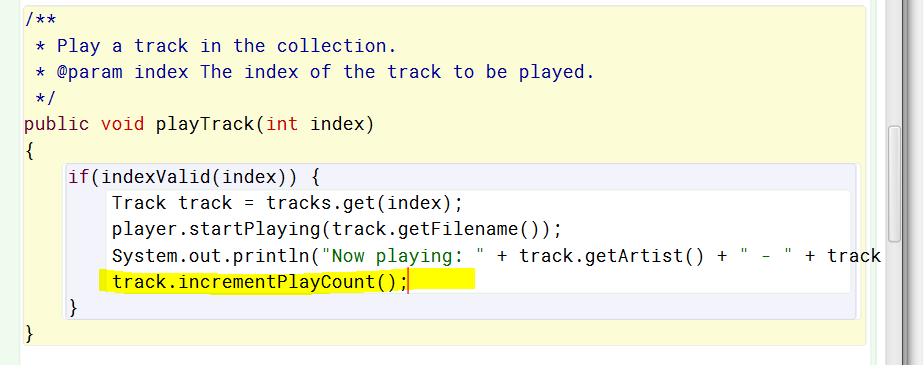 /**
 * Play a track in the collection.
 * @param index The index of the track to be played.
 */
public void playTrack(int index)
{
    if(indexValid(index)) {
        Track track = tracks.get(index);
        player.startPlaying(track.getFilename());
        System.out.println("Now playing: " + track.getArtist() + " - " + track
        track.incrementPlayCount();
    }
}